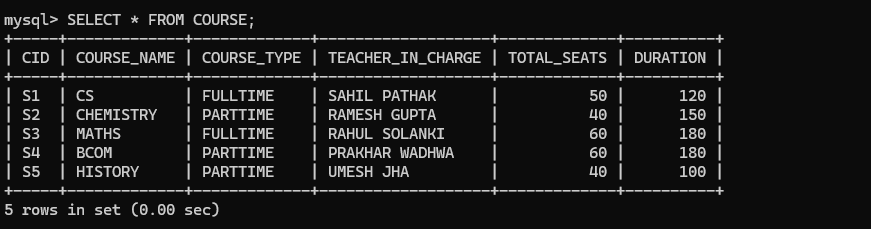 mysql> SELECT * FROM COURSE;
+-----+-------------+-------------+-------------------+-------------+----------+
| CID | COURSE_NAME | COURSE_TYPE | TEACHER_IN_CHARGE | TOTAL_SEATS | DURATION |
+-----+-------------+-------------+-------------------+-------------+----------+
| S1  | CS          | FULLTIME    | SAHIL PATHAK      |          50 |      120 |
| S2  | CHEMISTRY   | PARTTIME    | RAMESH GUPTA      |          40 |      150 |
| S3  | MATHS       | FULLTIME    | RAHUL SOLANKI     |          60 |      180 |
| S4  | BCOM        | PARTTIME    | PRAKHAR WADHWA    |          60 |      180 |
| S5  | HISTORY     | PARTTIME    | UMESH JHA         |          40 |      100 |
+-----+-------------+-------------+-------------------+-------------+----------+
5 rows in set (0.00 sec)